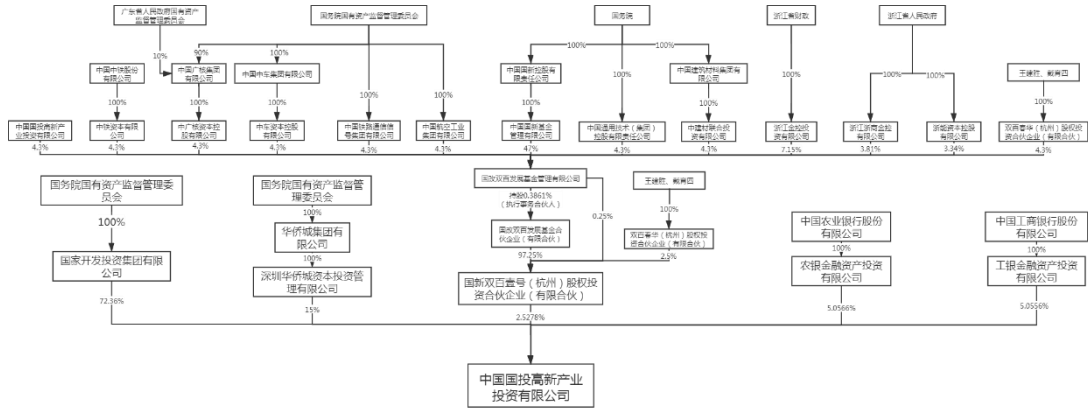 广东省人民政府国有资产
监督管理委员会
国务院国有资产监督管理委员会
国务院
浙江省财政
浙江省人民政府
10%
90%
100%
100%
100%
100%
100%
100%
100%
100%
100%
中国中铁股份有
限公司
中国广核集团
有限公司
中国中车集团有限公司
中国国新控股有
限责任公司
中国建筑材料集团有
限公司
王建胜、戴育四
100%
100%
100%
100%
100%
100%
中国国投高新产
业投资有限公司
中铁资本有限公
司
中广核资本控
股有限公司
中车资本控股有
限公司
中国铁路通信信
号集团有限公司
中国航空工业
集团有限公司
中国国新基金
管理有限公司
中国通用技术（集团）
控股有限责任公司
中建材联合投资
有限公司
浙江金控投资
有限公司
浙江浙商金控有
限公司
浙能资本控股
有限公司
双百春华（杭州）股权投
资合伙企业（有限合伙）
4.3%
4.3%
4.3%
4.3%
4.3%
4.3%
4.3%
4.3%
7.15%
3.34%
4.3%
国务院国有资产监督管理委
员会
100%
国家开发投资集团有限
公司
72.36%
国务院国有资产监督管
理委员会
100%
华侨城集团有限
公司
100%
深圳华侨城资本投资管
理有限公司
15%
国改双百发展基金管理有限公司
持股0.3861%
（执行事务合伙人）
0.25%
王建胜、戴育四
100%
国改双百发展基金合
伙企业（有限合伙）
双百春华（杭州）股权投
资合伙企业（有限合伙）
97.25%
2.5%
国新双百壹号（杭州）股权投
资合伙企业（有限合伙）
2.5278%
中国农业银行股份
有限公司
100%
农银金融资产投资有
限公司
5.0566%
中国工商银行股份
有限公司
100%
工银金融资产投资有
限公司
5.0556%
中国国投高新产业
投资有限公司